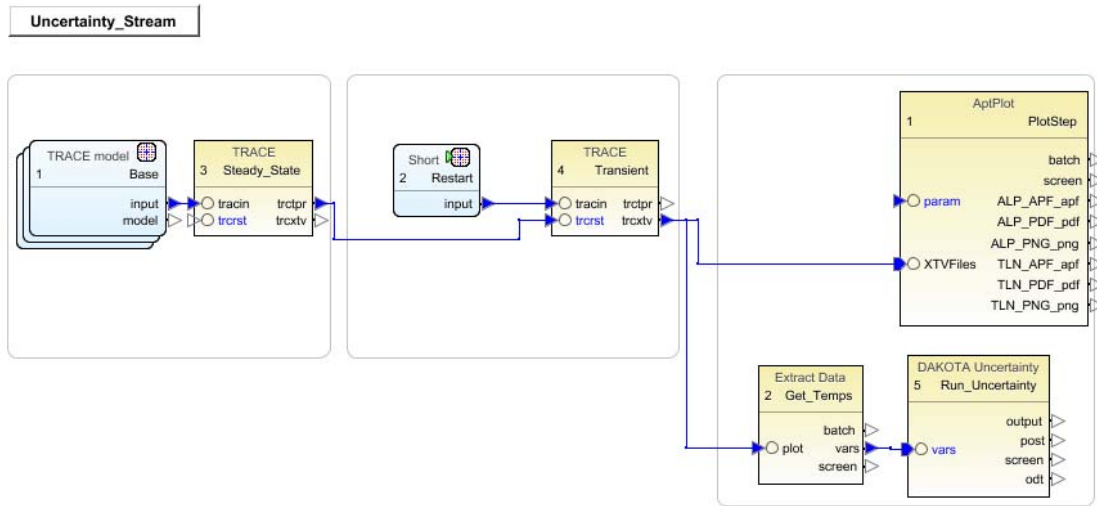 Uncertainty_Stream
TRACE model
1 Base
input
model
TRACE
3 Steady_State
tracin trctpr
trcrst trcxtv
Short
2 Restart
input
TRACE
4 Transient
tracin trctpr
trcrst trcxtv
AptPlot
1 PlotStep
batch
screen
param ALP_APF_apf
ALP_PDF_pdf
ALP_PNG_png
XTVFiles TLN_APF_apf
TLN_PDF_pdf
TLN_PNG_png
Extract Data
2 Get_Temps
batch
plot vars
screen
DAKOTA Uncertainty
5 Run_Uncertainty
output
post
vars screen
odt